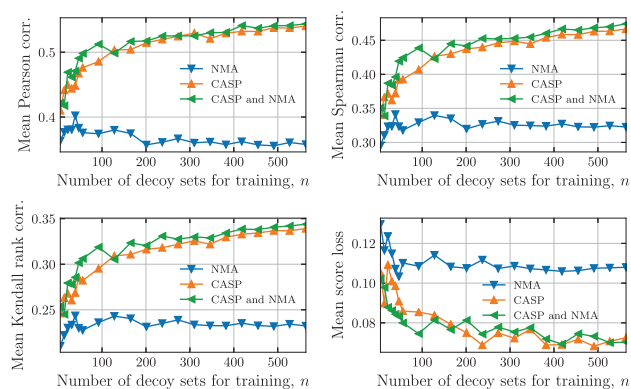 Mean Pearson corr.
0.5
0.4
NMA
CASP
CASP and NMA
100 200 300 400 500
Number of decoy sets for training, n
Mean Spearman corr.
0.45
0.40
0.35
0.30
NMA
CASP
CASP and NMA
100 200 300 400 500
Number of decoy sets for training, n
Mean Kendall rank corr.
0.35
0.30
0.25
NMA
CASP
CASP and NMA
100 200 300 400 500
Number of decoy sets for training, n
Mean score loss
0.12
0.10
0.08
NMA
CASP
CASP and NMA
100 200 300 400 500
Number of decoy sets for training, n